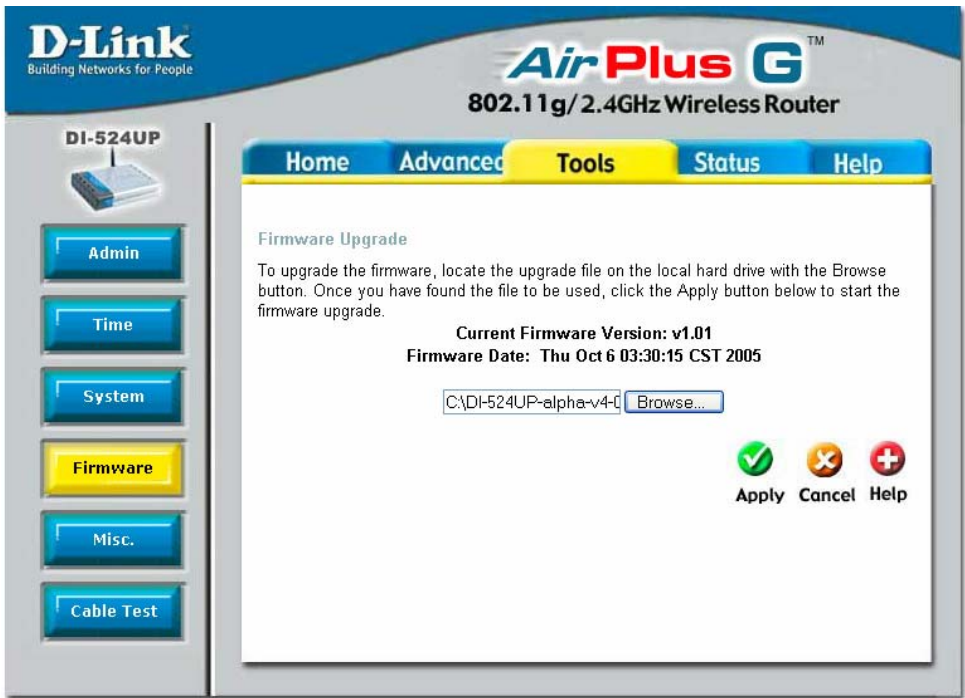 D-Link
Building Networks for People
AirPlus G™
802.11g/2.4GHz Wireless Router
DI-524UP
Home
Advanced
Tools
Status
Help
Admin
Time
System
Firmware
Misc.
Cable Test
Firmware Upgrade
To upgrade the firmware, locate the upgrade file on the local hard drive with the Browse
button. Once you have found the file to be used, click the Apply button below to start the
firmware upgrade.
Current Firmware Version: v1.01
Firmware Date: Thu Oct 6 03:30:15 CST 2005
C:\DI-524UP-alpha-v4-0
Browse...
Apply
Cancel
Help